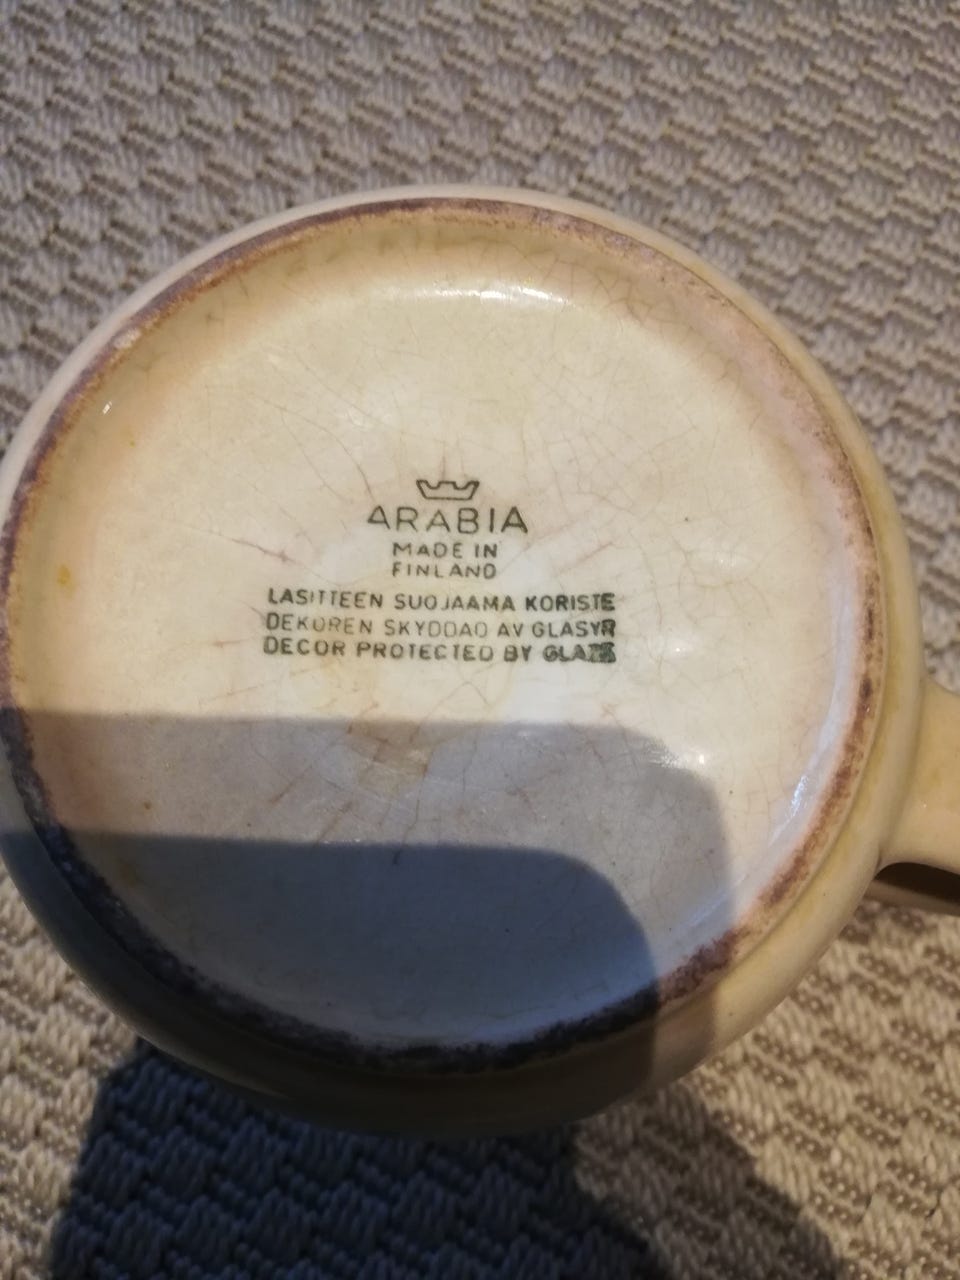 ARABIA
MADE IN
FINLAND
LASITTEEN SUOJAAMA KORISTE
DEKOREN SKYDDAD AV GLASYR
DECOR PROTECTED BY GLAZE